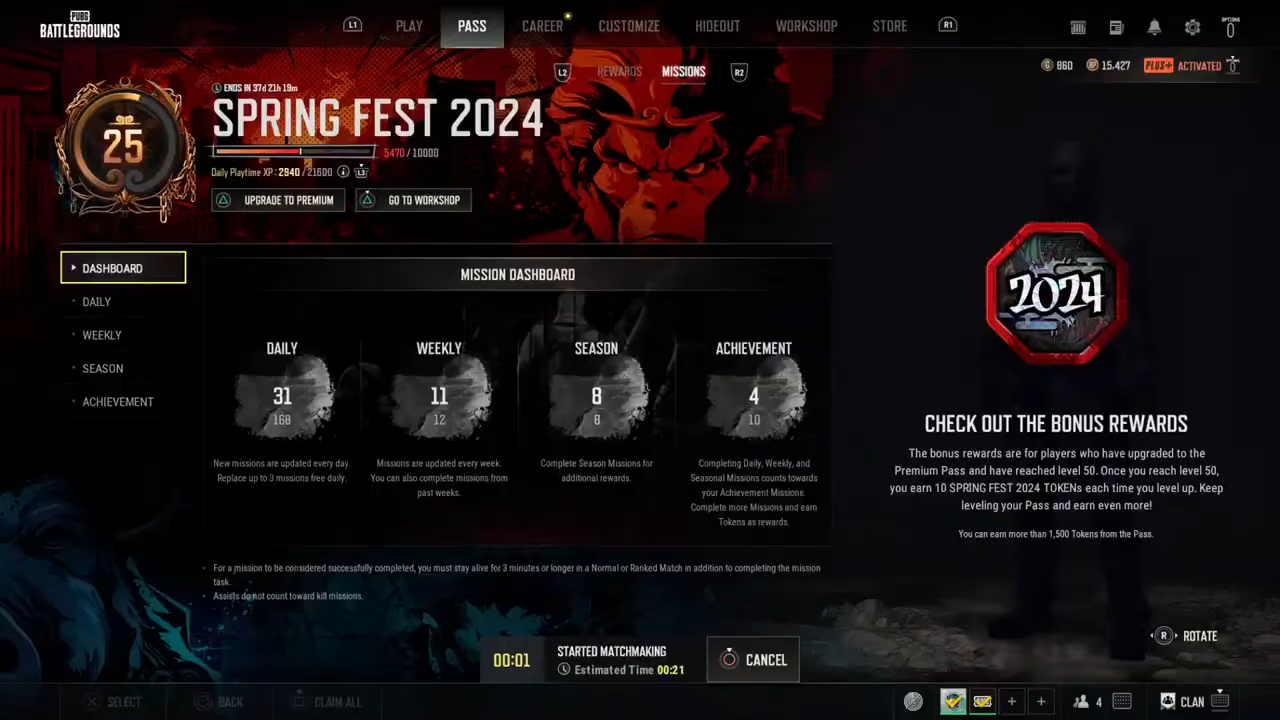 PUBG
BATTLEGROUNDS
L1
PLAY
PASS
CAREER
CUSTOMIZE
HIDEOUT
WORKSHOP
STORE
R1
OPTIONS
L2
REWARDS
MISSIONS
R2
G 860
BP 15.427
PLUS+ ACTIVATED
25
ENDS IN 37d 21h 19m
SPRING FEST 2024
5470 / 10000
Daily Playtime XP : 2940 / 21600
L3
UPGRADE TO PREMIUM
GO TO WORKSHOP
DASHBOARD
DAILY
WEEKLY
SEASON
ACHIEVEMENT
MISSION DASHBOARD
DAILY
31
168
New missions are updated every day.
Replace up to 3 missions free daily.
WEEKLY
11
12
Missions are updated every week.
You can also complete missions from
past weeks.
SEASON
8
8
Complete Season Missions for
additional rewards.
ACHIEVEMENT
4
10
Completing Daily, Weekly, and
Seasonal Missions counts towards
your Achievement Missions.
Complete more Missions and earn
Tokens as rewards.
For a mission to be considered successfully completed, you must stay alive for 3 minutes or longer in a Normal or Ranked Match in addition to completing the mission
task.
Assists do not count toward kill missions.
2024
CHECK OUT THE BONUS REWARDS
The bonus rewards are for players who have upgraded to the
Premium Pass and have reached level 50. Once you reach level 50,
you earn 10 SPRING FEST 2024 TOKENs each time you level up. Keep
leveling your Pass and earn even more!
You can earn more than 1,500 Tokens from the Pass.
R ROTATE
00:01
STARTED MATCHMAKING
Estimated Time 00:21
CANCEL
SELECT
BACK
CLAIM ALL
4
CLAN